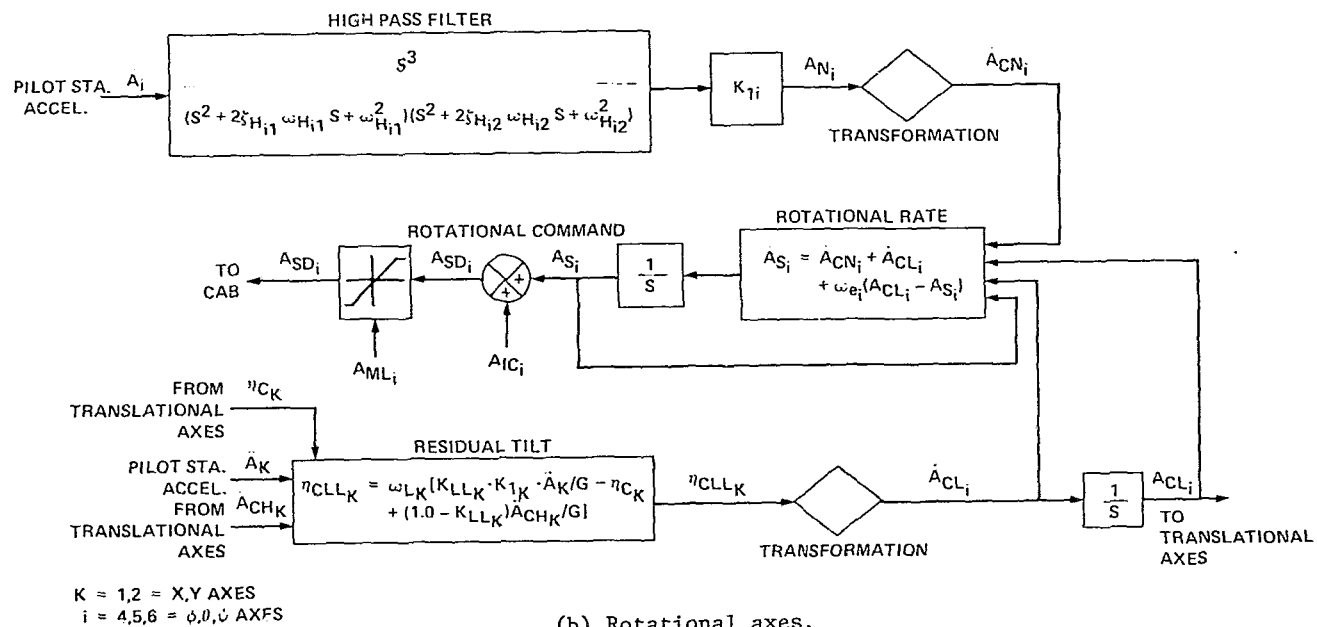 HIGH PASS FILTER
PILOT STA.
ACCEL.
Ȧi
S³
(S² + 2ζHi1 ωHi1 S + ω²Hi1)(S² + 2ζHi2 ωHi2 S + ω²Hi2)
K1i
ANi
TRANSFORMATION
ȦCNi
ROTATIONAL RATE
ȦSi = ȦCNi + ȦCLi
+ ωei(ACLi − ASi)
1
S
ROTATIONAL COMMAND
TO
CAB
ASDi
ASDi
ASi
+
+
AMLi
AICi
FROM
TRANSLATIONAL
AXES
ηCK
RESIDUAL TILT
PILOT STA.
ACCEL.
ÄK
FROM
TRANSLATIONAL
AXES
ÄCHK
ηCLLK = ωLK[KLLK·K1K·ÄK/G − ηCK
+ (1.0 − KLLK)ÄCHK/G]
ηCLLK
TRANSFORMATION
ȦCLi
1
S
ACLi
TO
TRANSLATIONAL
AXES
K = 1,2 = X,Y AXES
i = 4,5,6 = ϕ,θ,ψ AXES
(b) Rotational axes.